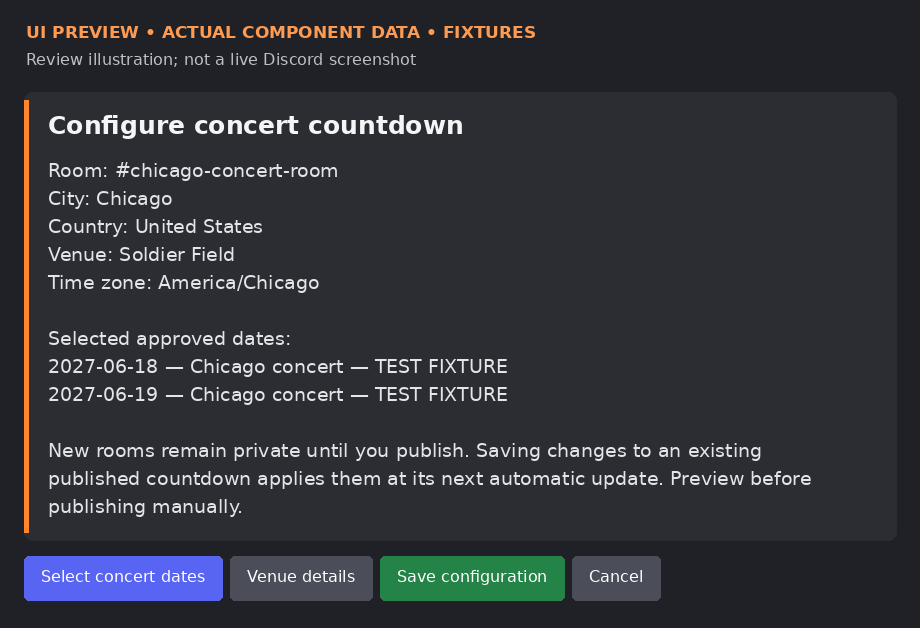 UI PREVIEW • ACTUAL COMPONENT DATA • FIXTURES
Review illustration; not a live Discord screenshot
Configure concert countdown
Room: #chicago-concert-room
City: Chicago
Country: United States
Venue: Soldier Field
Time zone: America/Chicago
Selected approved dates:
2027-06-18 — Chicago concert — TEST FIXTURE
2027-06-19 — Chicago concert — TEST FIXTURE
New rooms remain private until you publish. Saving changes to an existing
published countdown applies them at its next automatic update. Preview before
publishing manually.
Select concert dates
Venue details
Save configuration
Cancel